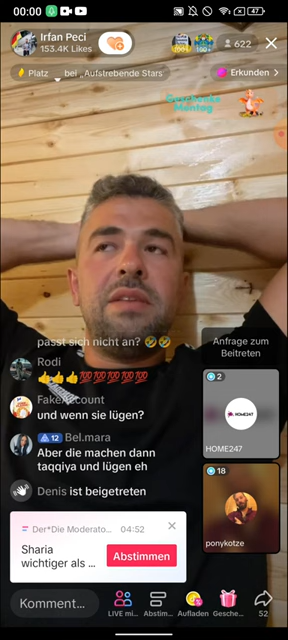 00:00
47
Irfan Peci
153.4K Likes
622
Platz
bei „Aufstrebende Stars
Erkunden >
Geschenke
Montag
passt sich nicht an? 🤣🤣
Anfrage zum
Beitreten
Rodi
👍👍👍💯💯💯💯💯
und wenn sie lügen?
12 Bel.mara
Aber die machen dann
taqqiya und lügen eh
Denis ist beigetreten
2
HOME247
HOME247
18
ponykotze
Der*Die Moderato...
04:52
Sharia
wichtiger als ...
Abstimmen
Komment...
LIVE mi...
Abstim...
Aufladen
Gesche...
52